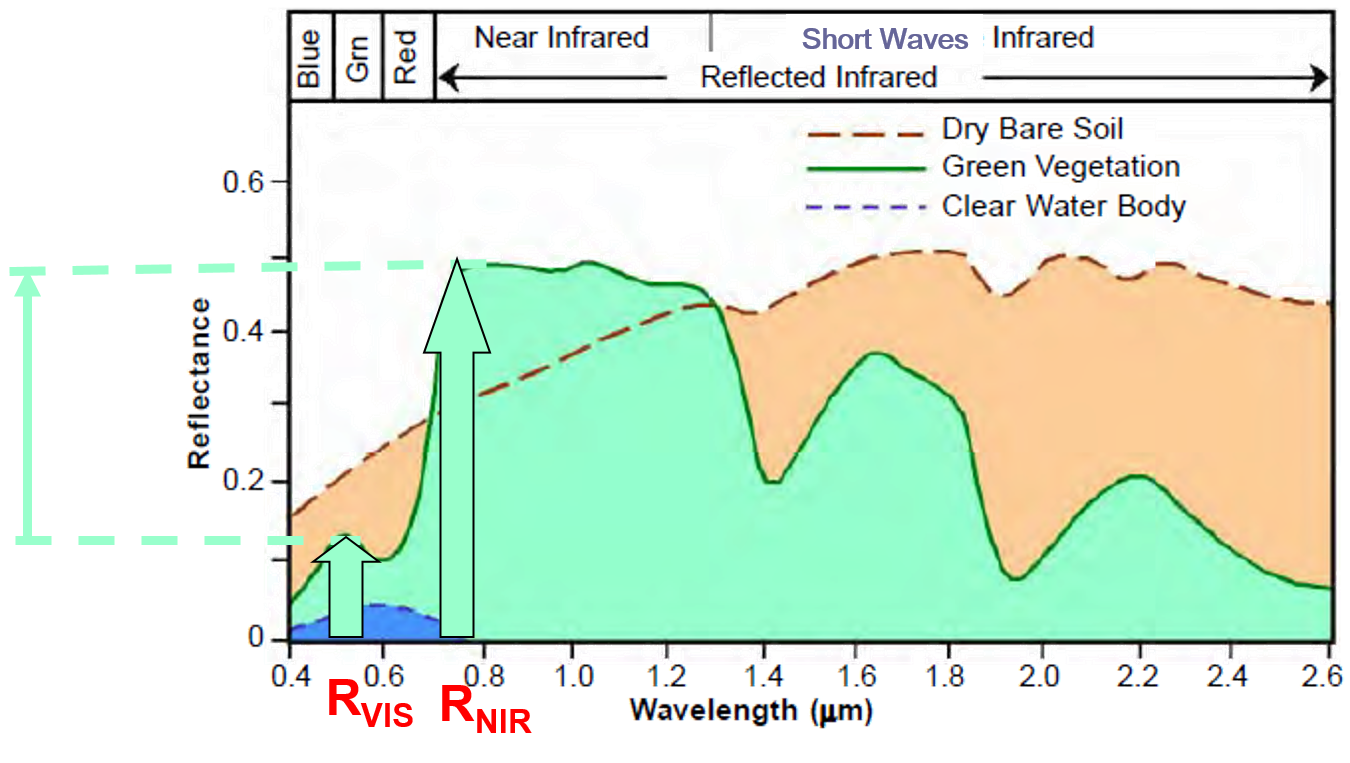 Blue
Grn
Red
Near Infrared
Short Waves Infrared
Reflected Infrared
Dry Bare Soil
Green Vegetation
Clear Water Body
Reflectance
0.6
0.4
0.2
0
0.4 0.6 0.8 1.0 1.2 1.4 1.6 1.8 2.0 2.2 2.4 2.6
RVIS RNIR
Wavelength (μm)